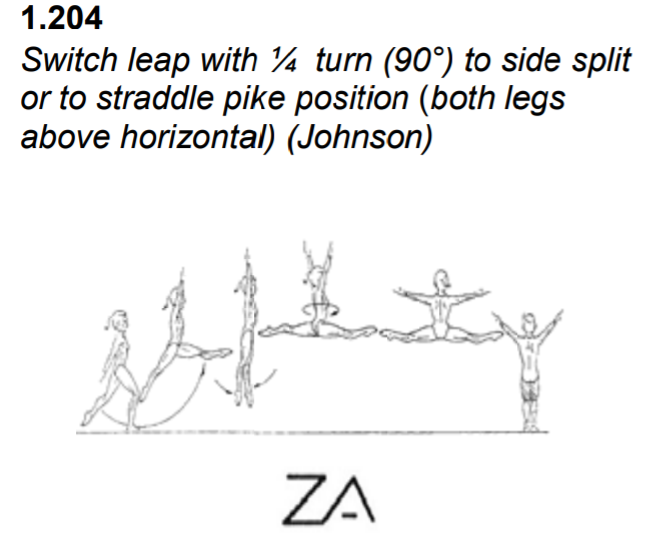 1.204
Switch leap with ¼ turn (90°) to side split
or to straddle pike position (both legs
above horizontal) (Johnson)